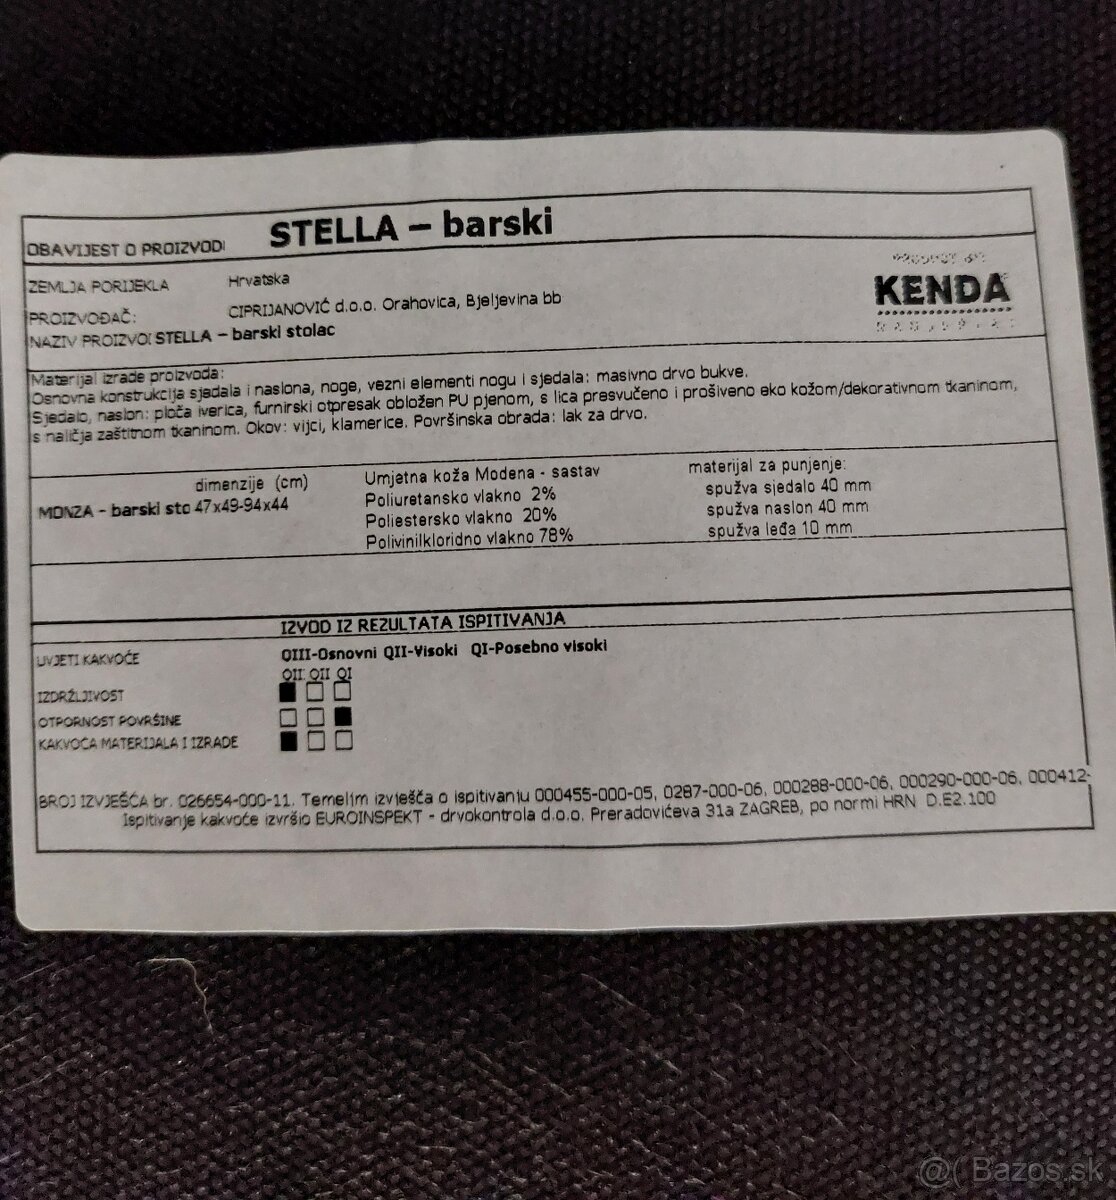 OBAVIJEST O PROIZVODI STELLA – barski
ZEMLJA PORIJEKLA Hrvatska
PROIZVOĐAČ: CIPRIJANOVIĆ d.o.o. Orahovica, Bjeljevina bb
NAZIV PROIZVO STELLA – barski stolac
KENDA
Materijal izrade proizvoda:
Osnovna konstrukcija sjedala i naslona, noge, vezni elementi nogu i sjedala: masivno drvo bukve.
Sjedalo, naslon: ploča iverica, furnirski otpresak obložen PU pjenom, s lica presvučeno i prošiveno eko kožom/dekorativnom tkaninom,
s naličja zaštitnom tkaninom. Okov: vijci, klamerice. Površinska obrada: lak za drvo.
dimenzije (cm)
MONZA - barski sto 47x49-94x44
Umjetna koža Modena - sastav
Poliuretansko vlakno 2%
Poliestersko vlakno 20%
Polivinilkloridno vlakno 78%
materijal za punjenje:
spužva sjedalo 40 mm
spužva naslon 40 mm
spužva leđa 10 mm
IZVOD IZ REZULTATA ISPITIVANJA
UVJETI KAKVOĆE QIII-Osnovni QII-Visoki QI-Posebno visoki
QII QII QI
IZDRŽLJIVOST
OTPORNOST POVRŠINE
KAKVOĆA MATERIJALA I IZRADE
BROJ IZVJEŠĆA br. 026654-000-11. Temeljm izvješća o ispitivanju 000455-000-05, 0287-000-06, 000288-000-06, 000290-000-06, 000412-
Ispitivanje kakvoće izvršio EUROINSPEKT - drvokontrola d.o.o. Preradovićeva 31a ZAGREB, po normi HRN D.E2.100
@( Bazos.sk